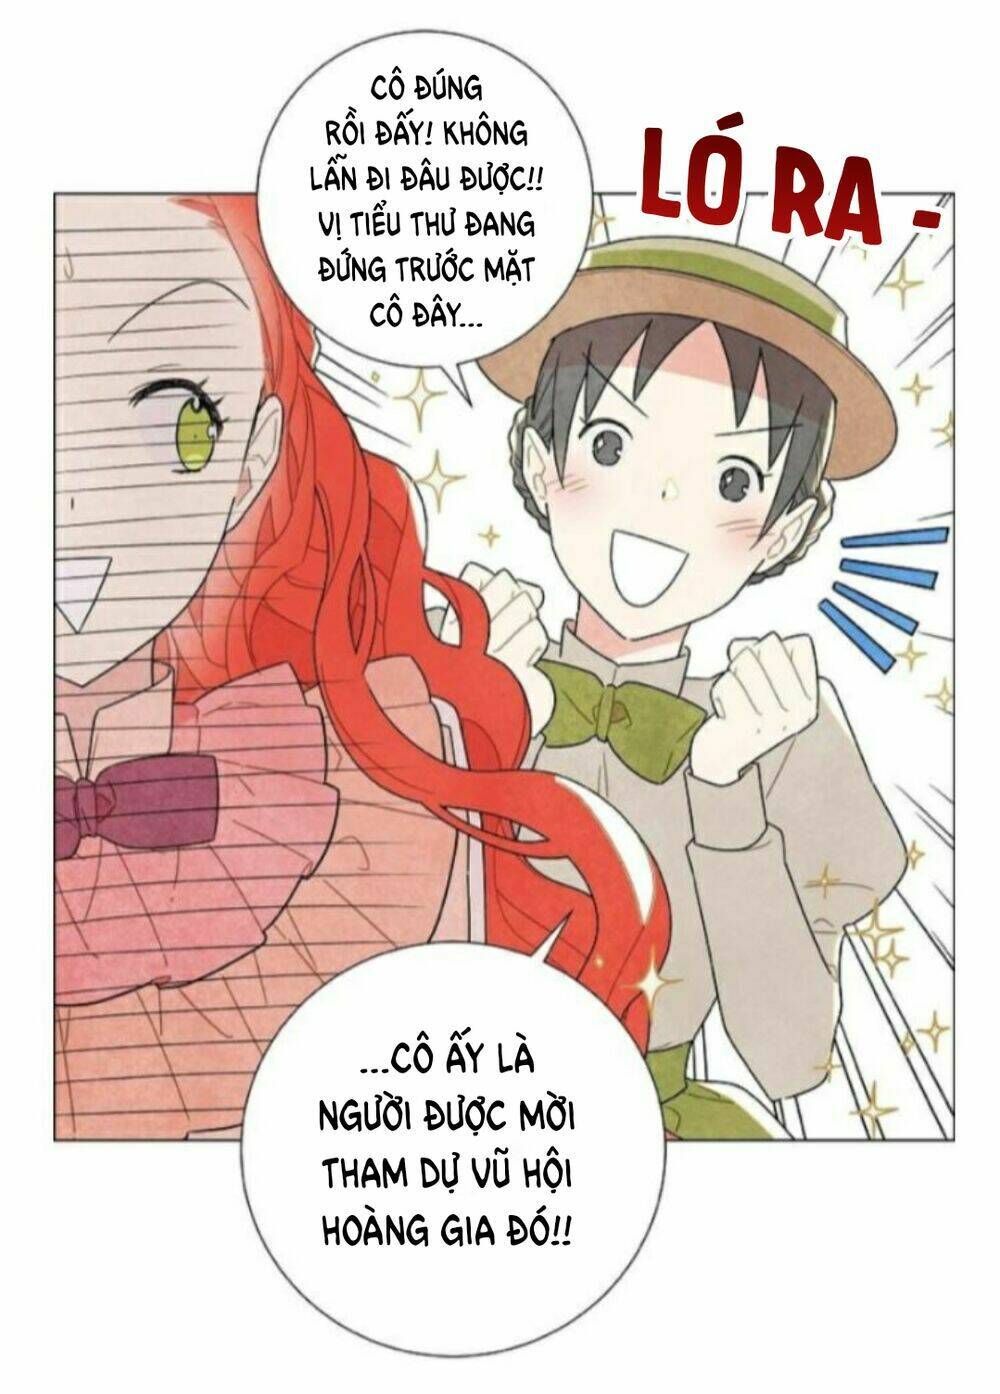 CÔ ĐÚNG
RỒI ĐẤY! KHÔNG
LẪN ĐI ĐÂU ĐƯỢC!!
VỊ TIỂU THƯ ĐANG
ĐỨNG TRƯỚC MẶT
CÔ ĐÂY...
LÓ RA -
...CÔ ẤY LÀ
NGƯỜI ĐƯỢC MỜI
THAM DỰ VŨ HỘI
HOÀNG GIA ĐÓ!!